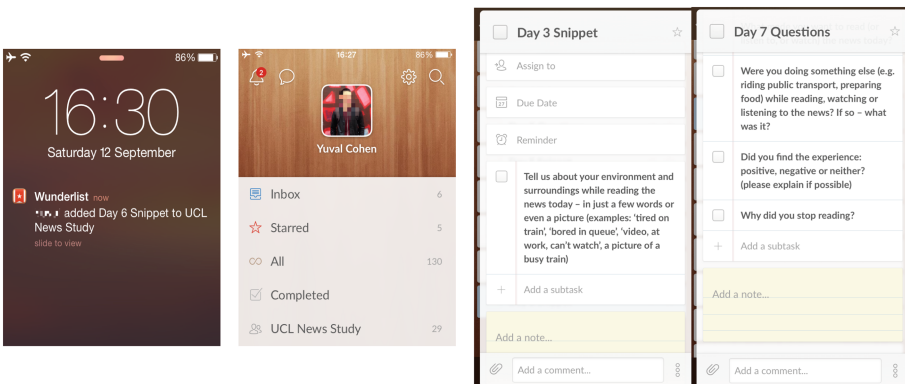 86%
16:30
Saturday 12 September
Wunderlist now
added Day 6 Snippet to UCL
News Study
slide to view
16:27
86%
2
Yuval Cohen
Inbox 6
Starred 5
All 130
Completed
UCL News Study 29
Day 3 Snippet
Assign to
Due Date
Reminder
Tell us about your environment and
surroundings while reading the
news today – in just a few words or
even a picture (examples: 'tired on
train', 'bored in queue', 'video, at
work, can't watch', a picture of a
busy train)
Add a subtask
Add a note...
Add a comment...
Day 7 Questions
Were you doing something else (e.g.
riding public transport, preparing
food) while reading, watching or
listening to the news? If so – what
was it?
Did you find the experience:
positive, negative or neither?
(please explain if possible)
Why did you stop reading?
Add a subtask
Add a note...
Add a comment...